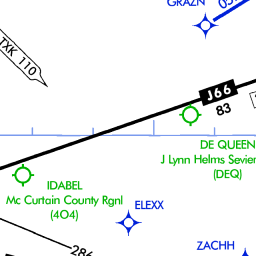 GRAZN
TXK 110
J66
83
DE QUEEN
J Lynn Helms Sevier
(DEQ)
IDABEL
Mc Curtain County Rgnl
(4O4)
ELEXX
286
ZACHH